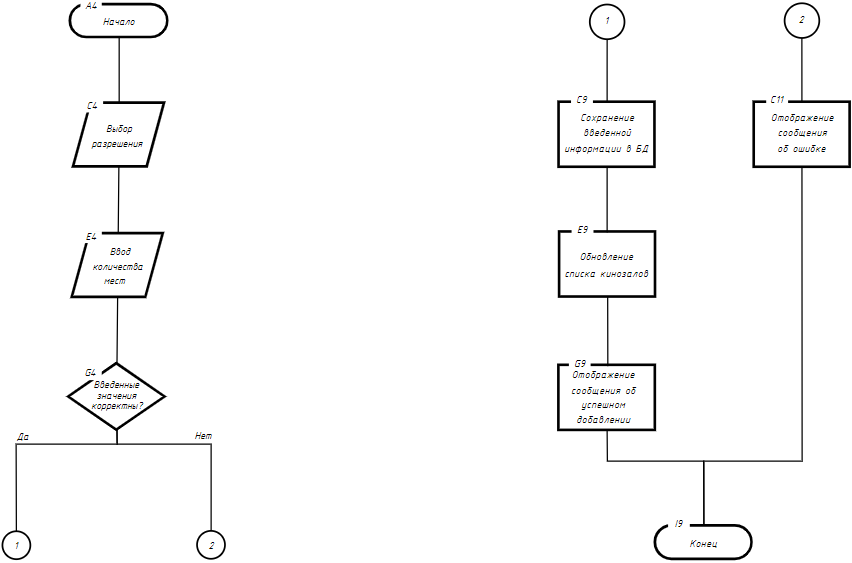 A4
Начало
C4
Выбор
разрешения
E4
Ввод
количества
мест
G4
Введенные
значения
корректны?
Да
Нет
1
2
1
2
C9
Сохранение
введенной
информации в БД
C11
Отображение
сообщения
об ошибке
E9
Обновление
списка кинозалов
G9
Отображение
сообщения об
успешном
добавлении
I9
Конец